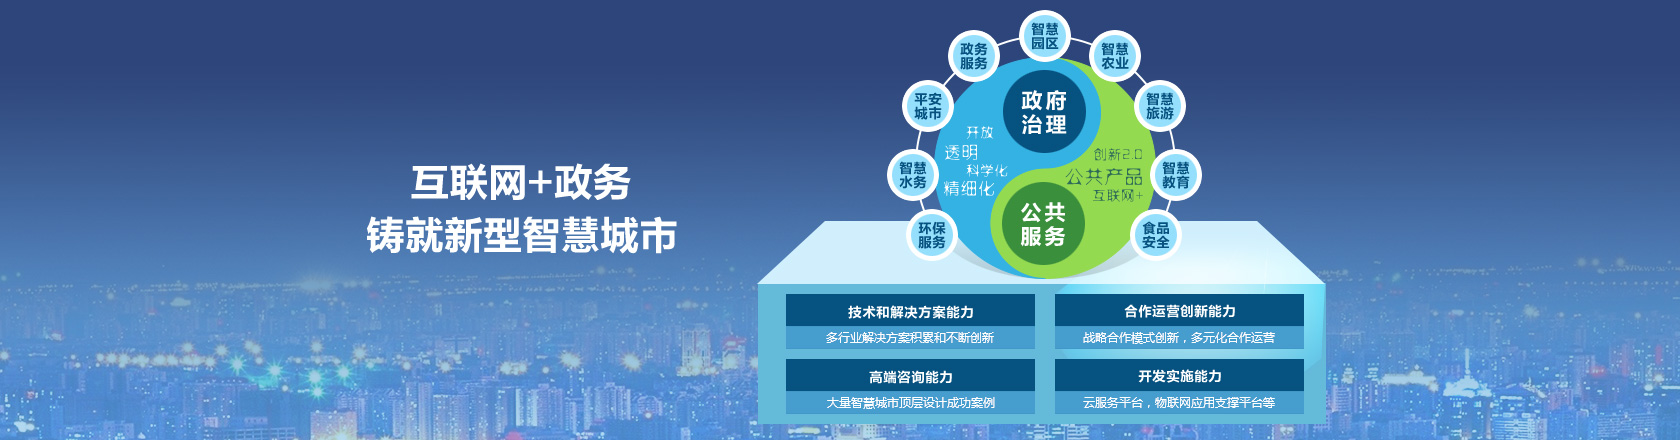 互联网+政务
铸就新型智慧城市
智慧
园区
政务
服务
智慧
农业
平安
城市
智慧
旅游
智慧
水务
智慧
教育
环保
服务
食品
安全
政府
治理
开放
透明
科学化
精细化
创新2.0
公共产品
互联网+
公共
服务
技术和解决方案能力
多行业解决方案积累和不断创新
合作运营创新能力
战略合作模式创新，多元化合作运营
高端咨询能力
大量智慧城市顶层设计成功案例
开发实施能力
云服务平台，物联网应用支撑平台等